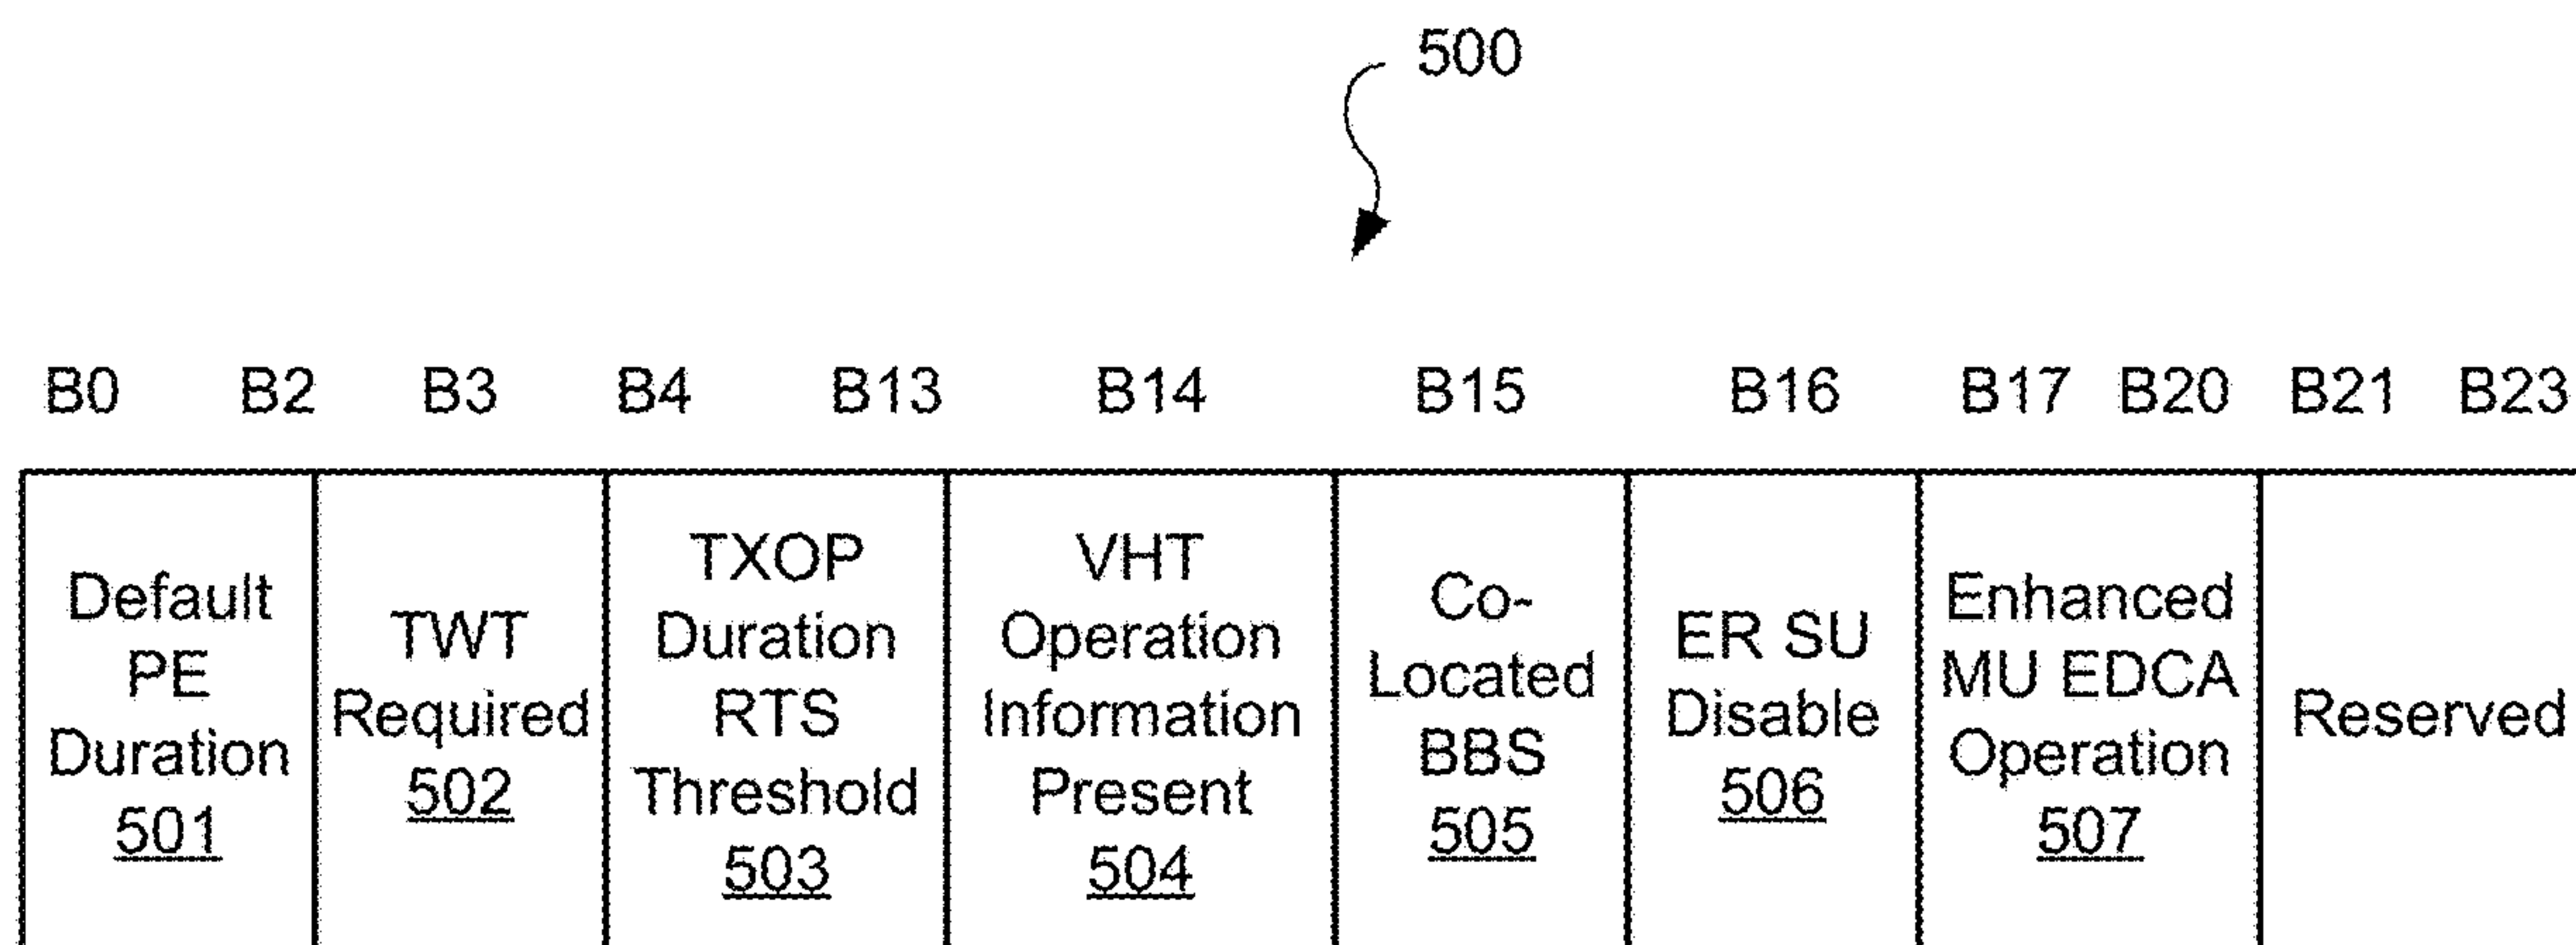 500
B0 B2 B3 B4 B13 B14 B15 B16 B17 B20 B21 B23
Default
PE
Duration
501
TWT
Required
502
TXOP
Duration
RTS
Threshold
503
VHT
Operation
Information
Present
504
Co-
Located
BBS
505
ER SU
Disable
506
Enhanced
MU EDCA
Operation
507
Reserved